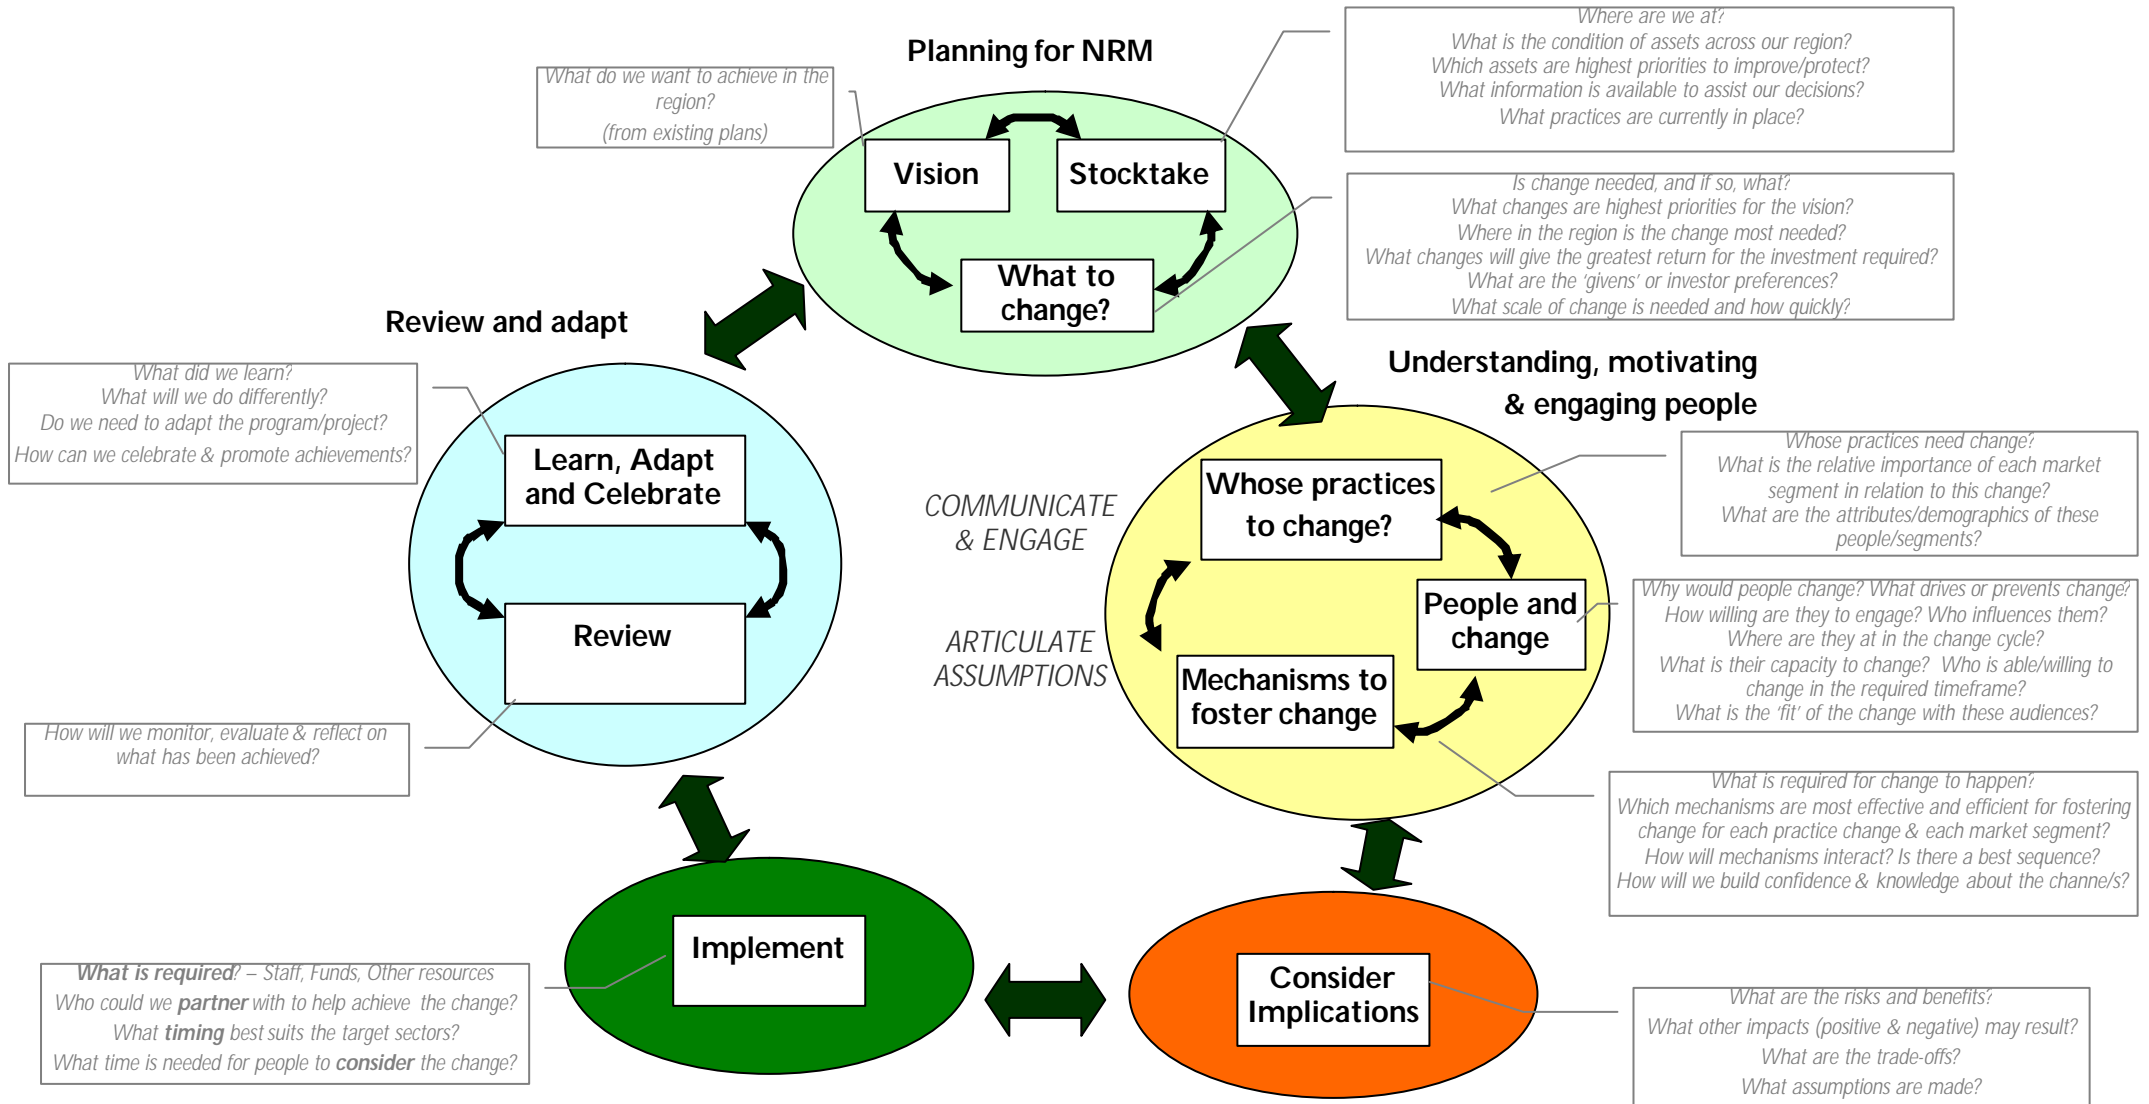 Planning for NRM
What do we want to achieve in the
region?
(from existing plans)
Where are we at?
What is the condition of assets across our region?
Which assets are highest priorities to improve/protect?
What information is available to assist our decisions?
What practices are currently in place?
Vision
Stocktake
What to
change?
Is change needed, and if so, what?
What changes are highest priorities for the vision?
Where in the region is the change most needed?
What changes will give the greatest return for the investment required?
What are the ‘givens’ or investor preferences?
What scale of change is needed and how quickly?
Review and adapt
What did we learn?
What will we do differently?
Do we need to adapt the program/project?
How can we celebrate & promote achievements?
Learn, Adapt
and Celebrate
Review
How will we monitor, evaluate & reflect on
what has been achieved?
COMMUNICATE
& ENGAGE
ARTICULATE
ASSUMPTIONS
Understanding, motivating
& engaging people
Whose practices
to change?
People and
change
Mechanisms to
foster change
Whose practices need change?
What is the relative importance of each market
segment in relation to this change?
What are the attributes/demographics of these
people/segments?
Why would people change? What drives or prevents change?
How willing are they to engage? Who influences them?
Where are they at in the change cycle?
What is their capacity to change?  Who is able/willing to
change in the required timeframe?
What is the ‘fit’ of the change with these audiences?
What is required for change to happen?
Which mechanisms are most effective and efficient for fostering
change for each practice change & each market segment?
How will mechanisms interact? Is there a best sequence?
How will we build confidence & knowledge about the channe/s?
Implement
What is required? – Staff, Funds, Other resources
Who could we partner with to help achieve the change?
What timing best suits the target sectors?
What time is needed for people to consider the change?
Consider
Implications
What are the risks and benefits?
What other impacts (positive & negative) may result?
What are the trade-offs?
What assumptions are made?